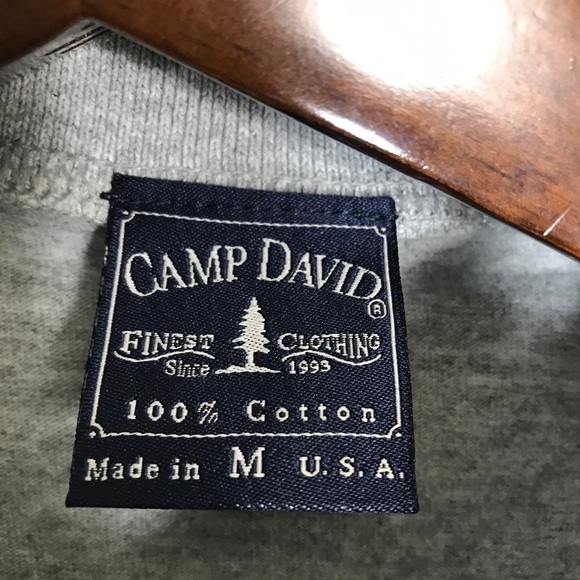 CAMP DAVID®
FINEST CLOTHING
Since 1993
100% Cotton
Made in M U.S.A.